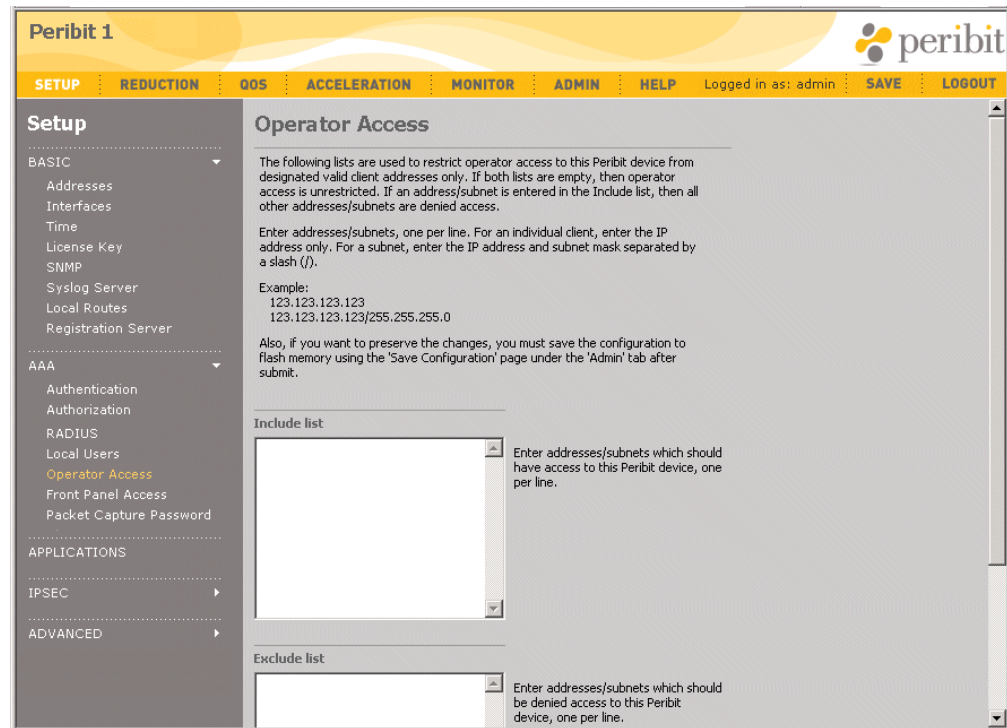 Peribit 1
peribit
SETUP REDUCTION QOS ACCELERATION MONITOR ADMIN HELP Logged in as: admin SAVE LOGOUT
Setup
BASIC
Addresses
Interfaces
Time
License Key
SNMP
Syslog Server
Local Routes
Registration Server
AAA
Authentication
Authorization
RADIUS
Local Users
Operator Access
Front Panel Access
Packet Capture Password
APPLICATIONS
IPSEC
ADVANCED
Operator Access
The following lists are used to restrict operator access to this Peribit device from
designated valid client addresses only. If both lists are empty, then operator
access is unrestricted. If an address/subnet is entered in the Include list, then all
other addresses/subnets are denied access.
Enter addresses/subnets, one per line. For an individual client, enter the IP
address only. For a subnet, enter the IP address and subnet mask separated by
a slash (/).
Example:
123.123.123.123
123.123.123.123/255.255.255.0
Also, if you want to preserve the changes, you must save the configuration to
flash memory using the 'Save Configuration' page under the 'Admin' tab after
submit.
Include list
Enter addresses/subnets which should
have access to this Peribit device, one
per line.
Exclude list
Enter addresses/subnets which should
be denied access to this Peribit
device, one per line.